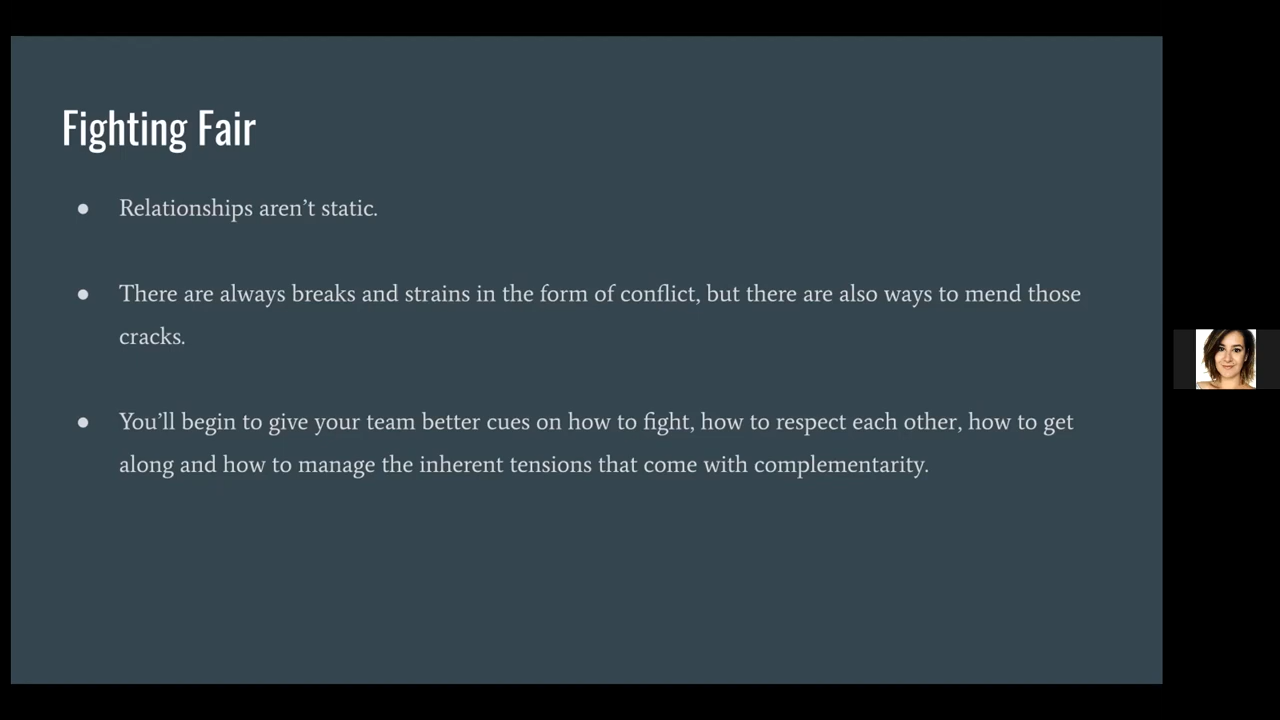 Fighting Fair
● Relationships aren’t static.
● There are always breaks and strains in the form of conflict, but there are also ways to mend those
cracks.
● You’ll begin to give your team better cues on how to fight, how to respect each other, how to get
along and how to manage the inherent tensions that come with complementarity.